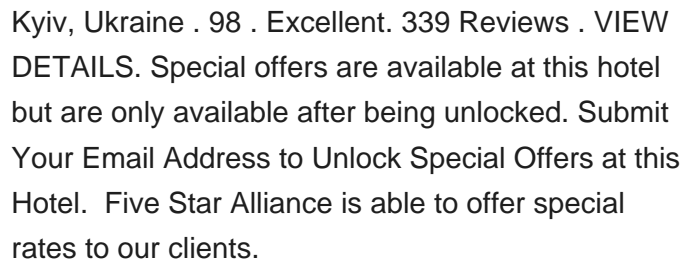 Kyiv, Ukraine . 98 . Excellent. 339 Reviews . VIEW
DETAILS. Special offers are available at this hotel
but are only available after being unlocked. Submit
Your Email Address to Unlock Special Offers at this
Hotel.  Five Star Alliance is able to offer special
rates to our clients.